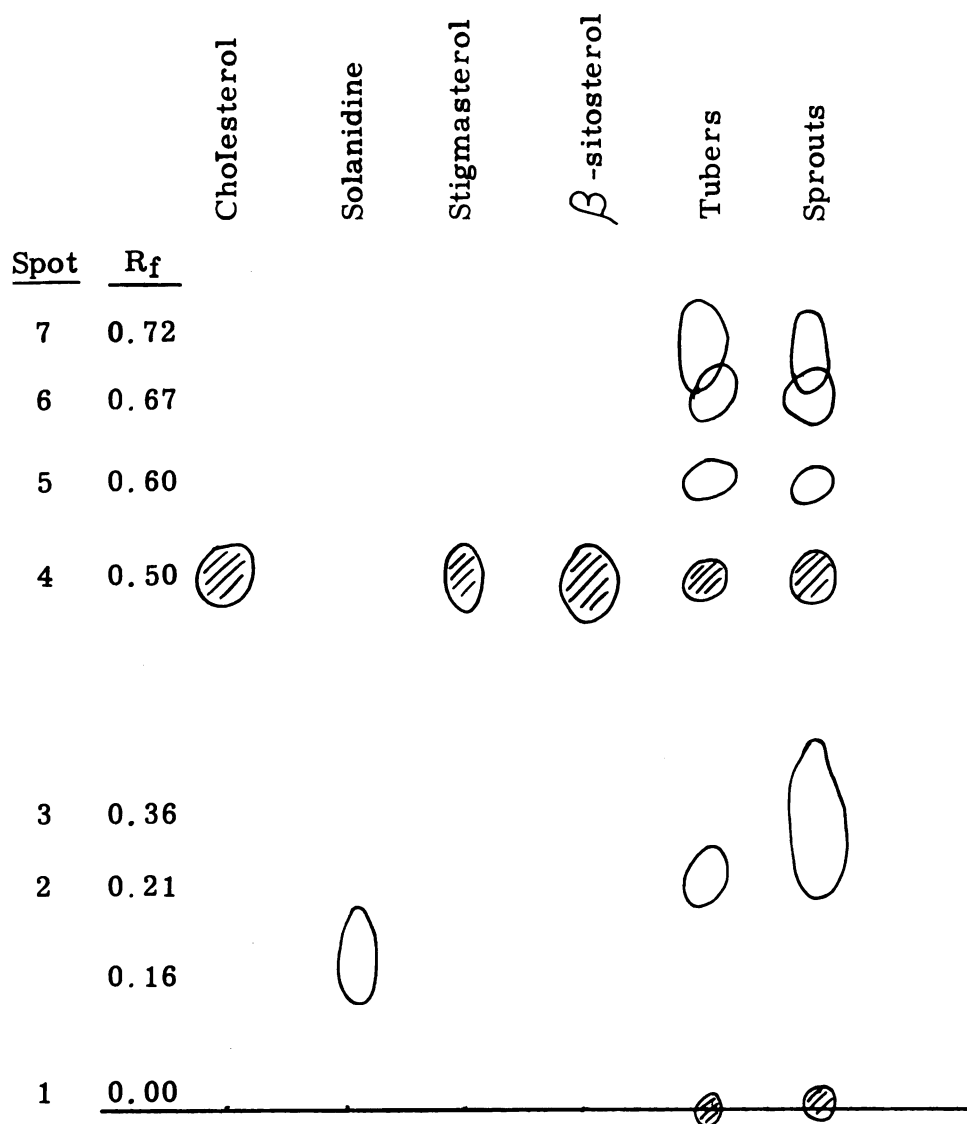 Cholesterol
Solanidine
Stigmasterol
β-sitosterol
Tubers
Sprouts
Spot Rf
7 0.72
6 0.67
5 0.60
4 0.50
3 0.36
2 0.21
0.16
1 0.00